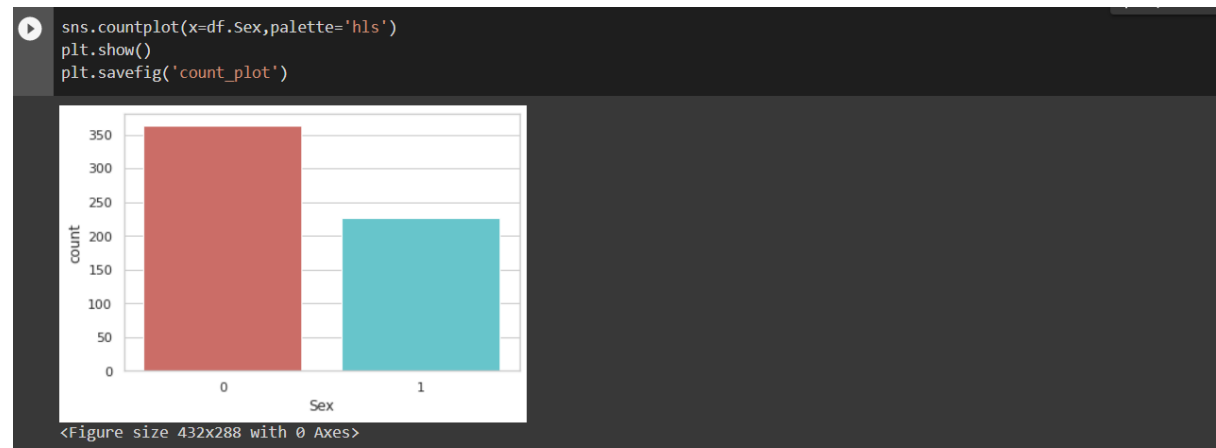 sns.countplot(x=df.Sex,palette='hls')
plt.show()
plt.savefig('count_plot')
350
300
250
200
150
100
50
0
count
0 1
Sex
<Figure size 432x288 with 0 Axes>